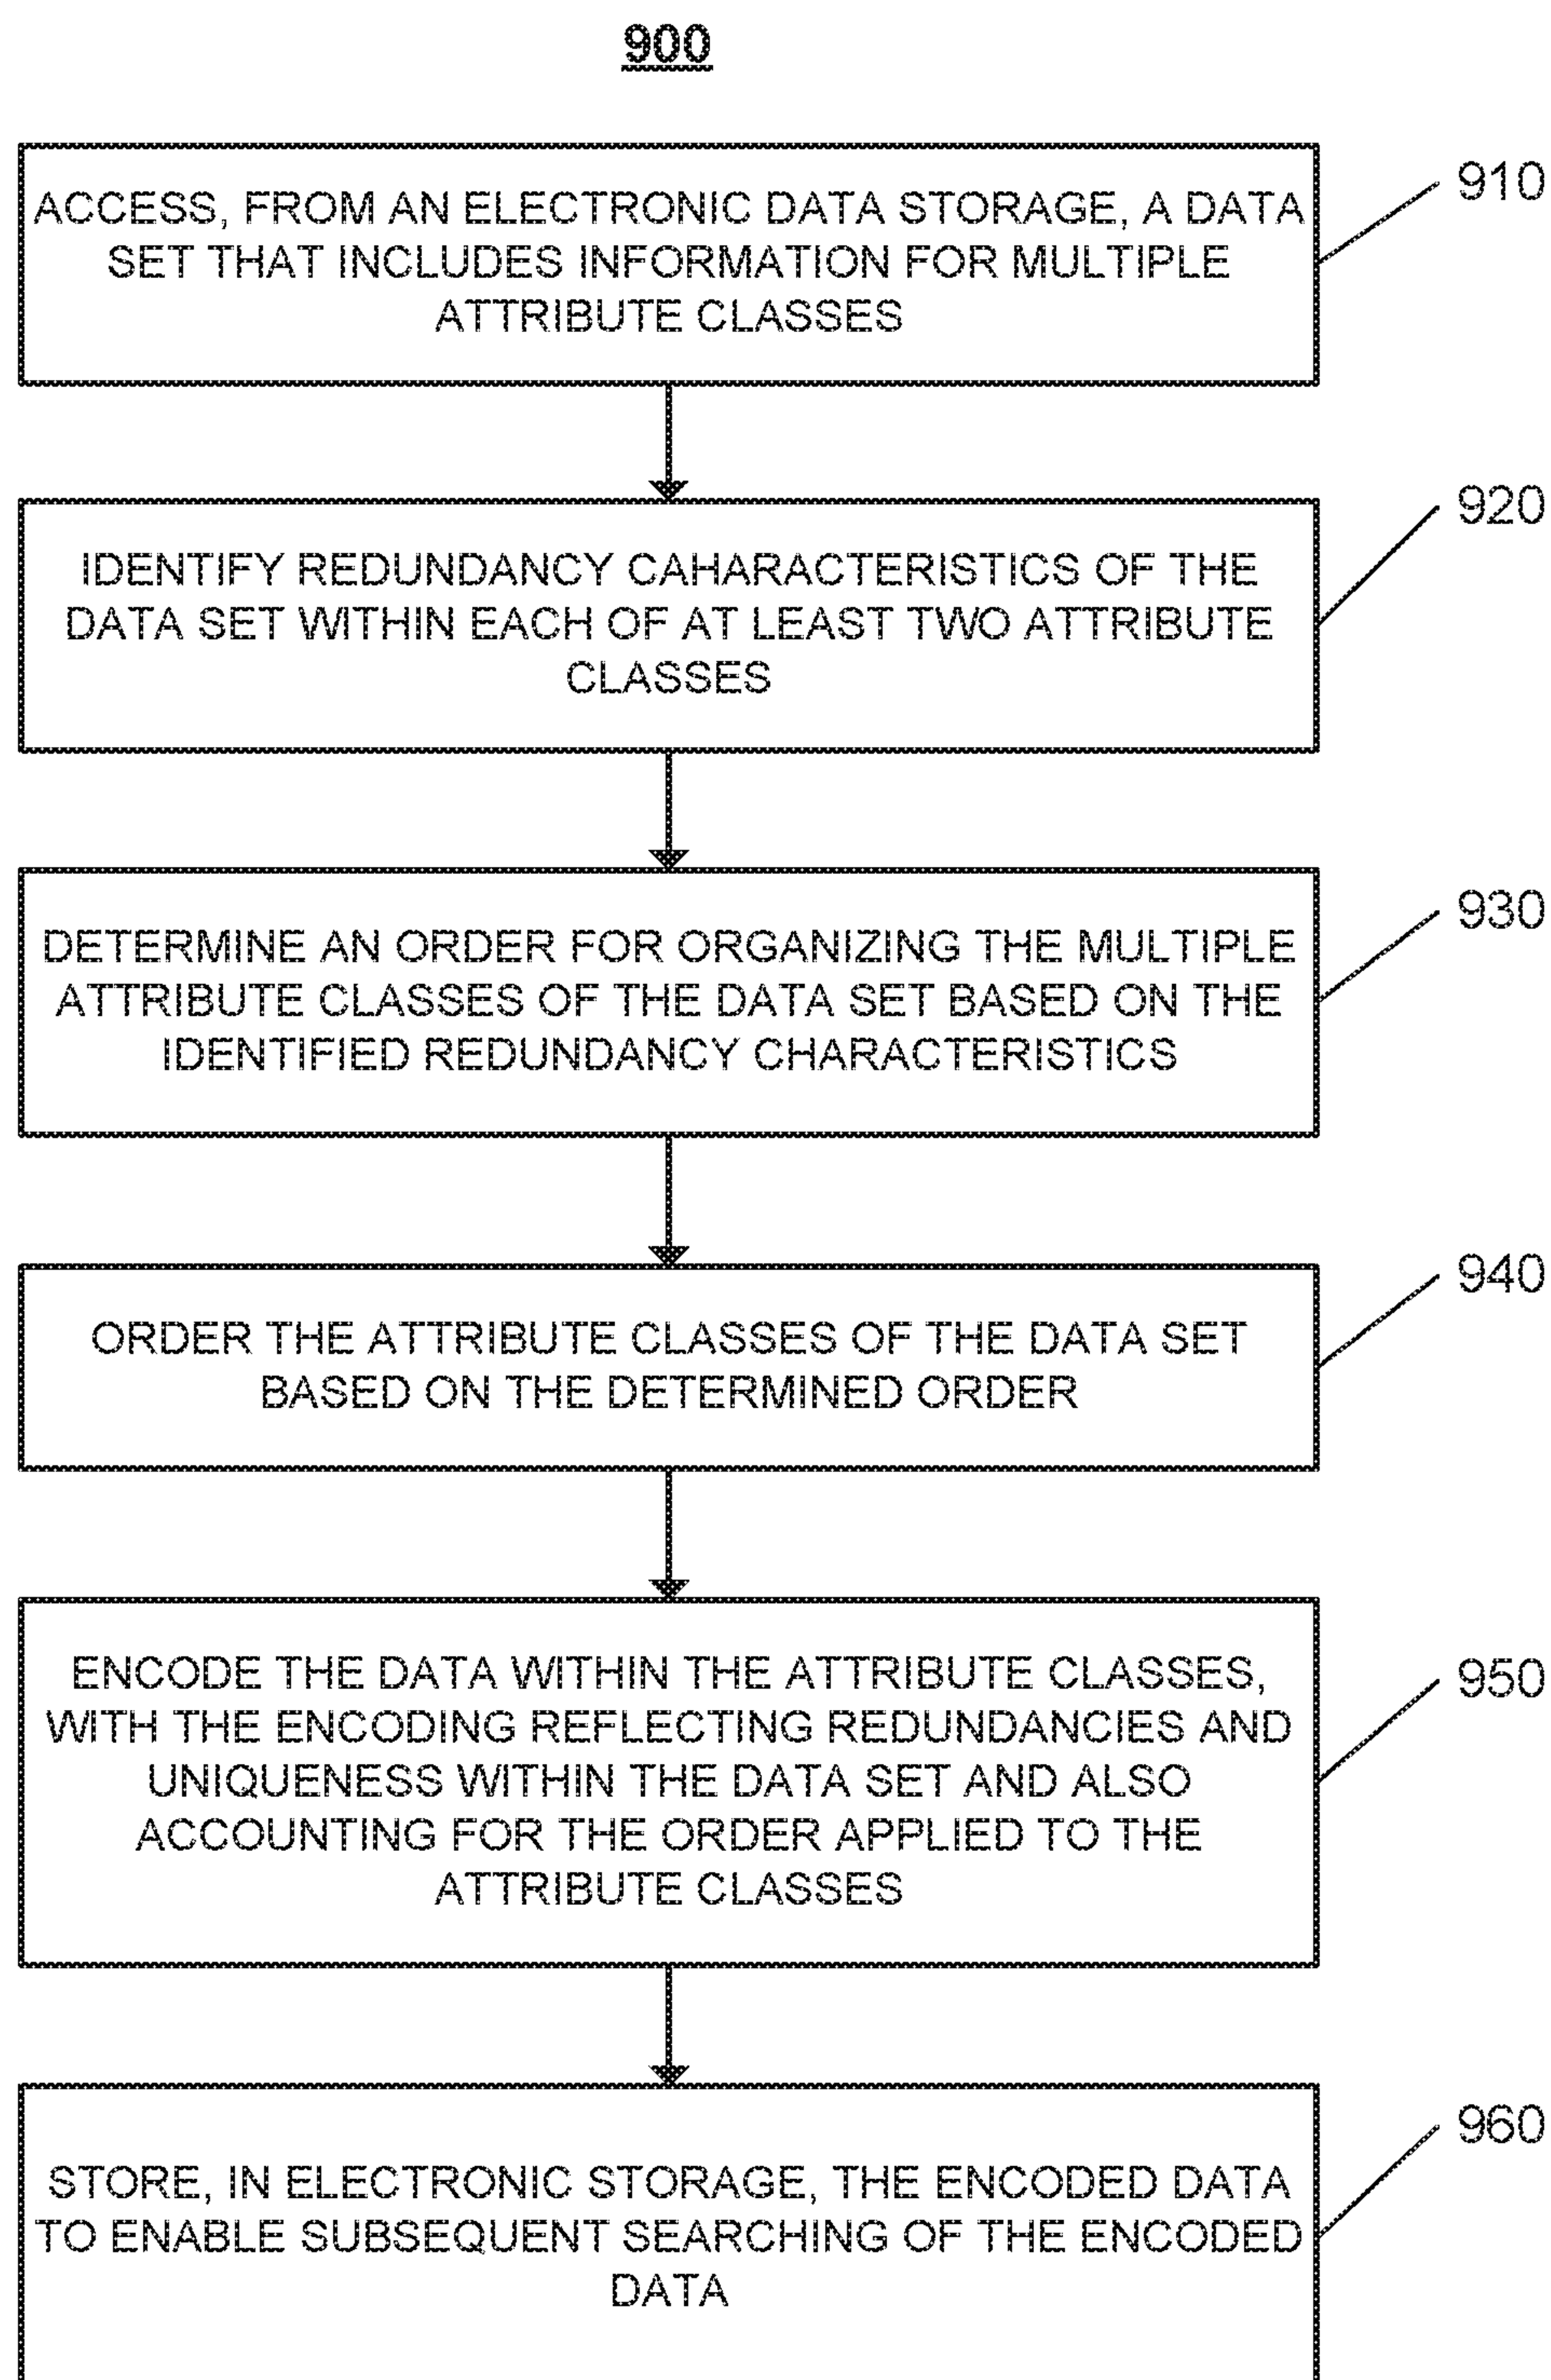 900
ACCESS, FROM AN ELECTRONIC DATA STORAGE, A DATA
SET THAT INCLUDES INFORMATION FOR MULTIPLE
ATTRIBUTE CLASSES
910
IDENTIFY REDUNDANCY CAHARACTERISTICS OF THE
DATA SET WITHIN EACH OF AT LEAST TWO ATTRIBUTE
CLASSES
920
DETERMINE AN ORDER FOR ORGANIZING THE MULTIPLE
ATTRIBUTE CLASSES OF THE DATA SET BASED ON THE
IDENTIFIED REDUNDANCY CHARACTERISTICS
930
ORDER THE ATTRIBUTE CLASSES OF THE DATA SET
BASED ON THE DETERMINED ORDER
940
ENCODE THE DATA WITHIN THE ATTRIBUTE CLASSES,
WITH THE ENCODING REFLECTING REDUNDANCIES AND
UNIQUENESS WITHIN THE DATA SET AND ALSO
ACCOUNTING FOR THE ORDER APPLIED TO THE
ATTRIBUTE CLASSES
950
STORE, IN ELECTRONIC STORAGE, THE ENCODED DATA
TO ENABLE SUBSEQUENT SEARCHING OF THE ENCODED
DATA
960